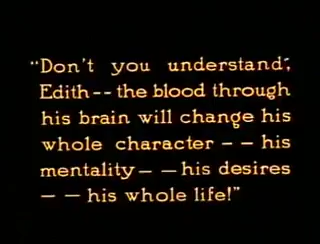 "Don't you understand,
Edith -- the blood through
his brain will change his
whole character -- his
mentality -- his desires
-- his whole life!"